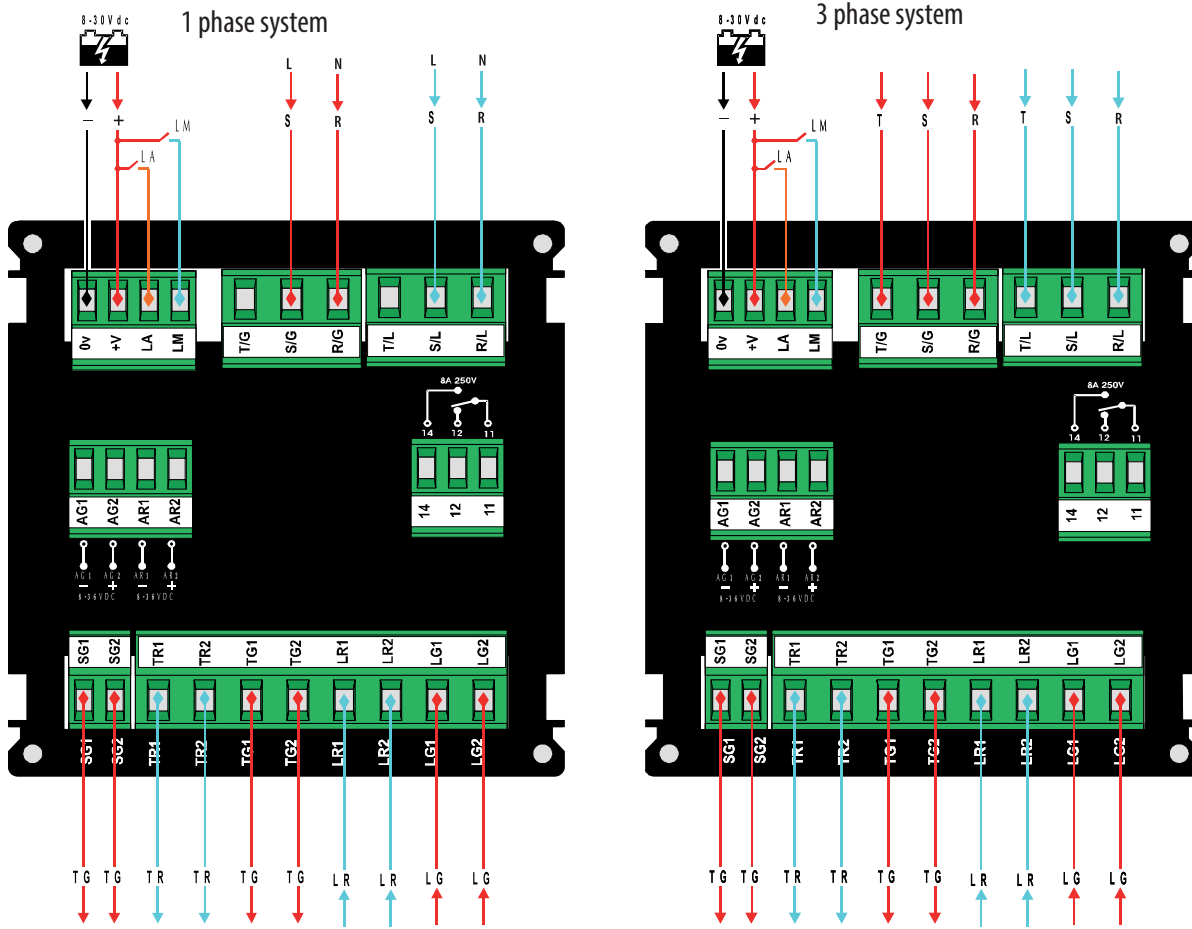 1 phase system
8-30Vdc
L N L N
− + S R S R
LM
LA
0v +V LA LM T/G S/G R/G T/L S/L R/L
8A 250V
14 12 11
AG1 AG2 AR1 AR2 14 12 11
AG1 AG2 AR1 AR2
− + − +
8-36VDC
SG1 SG2 TR1 TR2 TG1 TG2 LR1 LR2 LG1 LG2
SG1 SG2 TR1 TR2 TG1 TG2 LR1 LR2 LG1 LG2
TG TG TR TR TG TG LR LR LG LG
3 phase system
8-30Vdc
− + T S R T S R
LM
LA
0v +V LA LM T/G S/G R/G T/L S/L R/L
8A 250V
14 12 11
AG1 AG2 AR1 AR2 14 12 11
AG1 AG2 AR1 AR2
− + − +
8-36VDC
SG1 SG2 TR1 TR2 TG1 TG2 LR1 LR2 LG1 LG2
SG1 SG2 TR1 TR2 TG1 TG2 LR1 LR2 LG1 LG2
TG TG TR TR TG TG LR LR LG LG